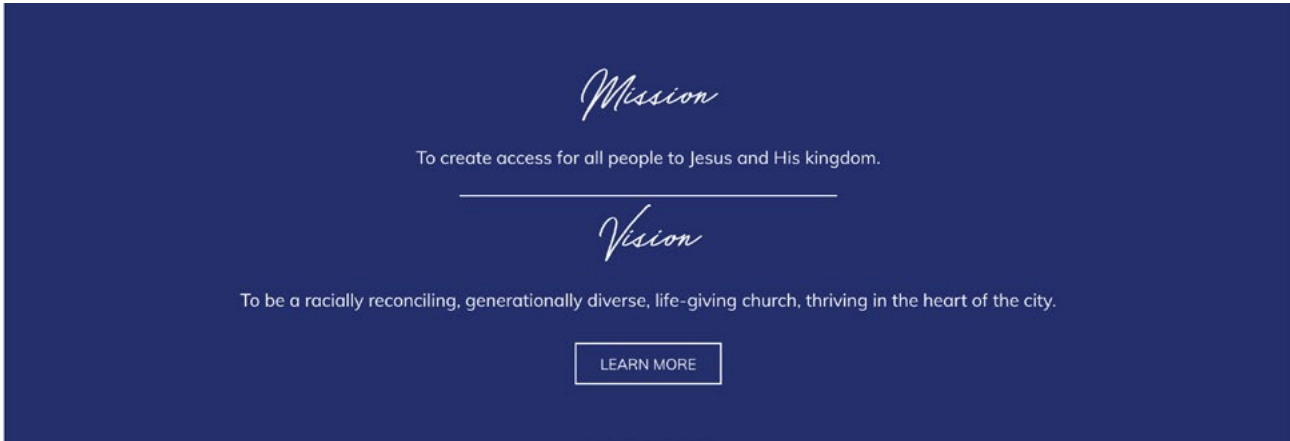 Mission
To create access for all people to Jesus and His kingdom.
Vision
To be a racially reconciling, generationally diverse, life-giving church, thriving in the heart of the city.
LEARN MORE